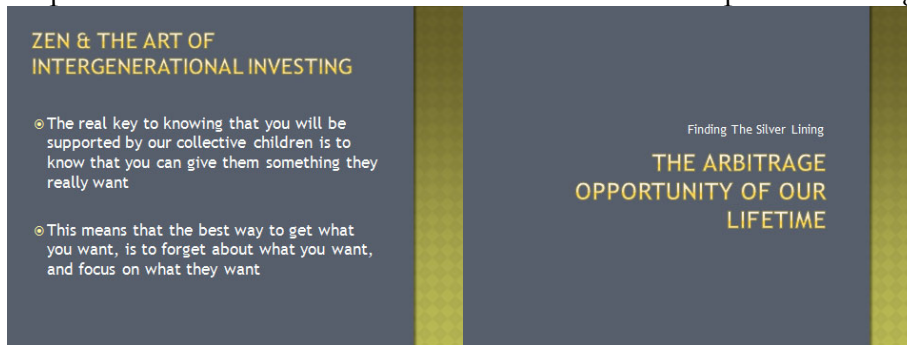 ZEN & THE ART OF
INTERGENERATIONAL INVESTING
The real key to knowing that you will be
supported by our collective children is to
know that you can give them something they
really want
This means that the best way to get what
you want, is to forget about what you want,
and focus on what they want
Finding The Silver Lining
THE ARBITRAGE
OPPORTUNITY OF OUR
LIFETIME